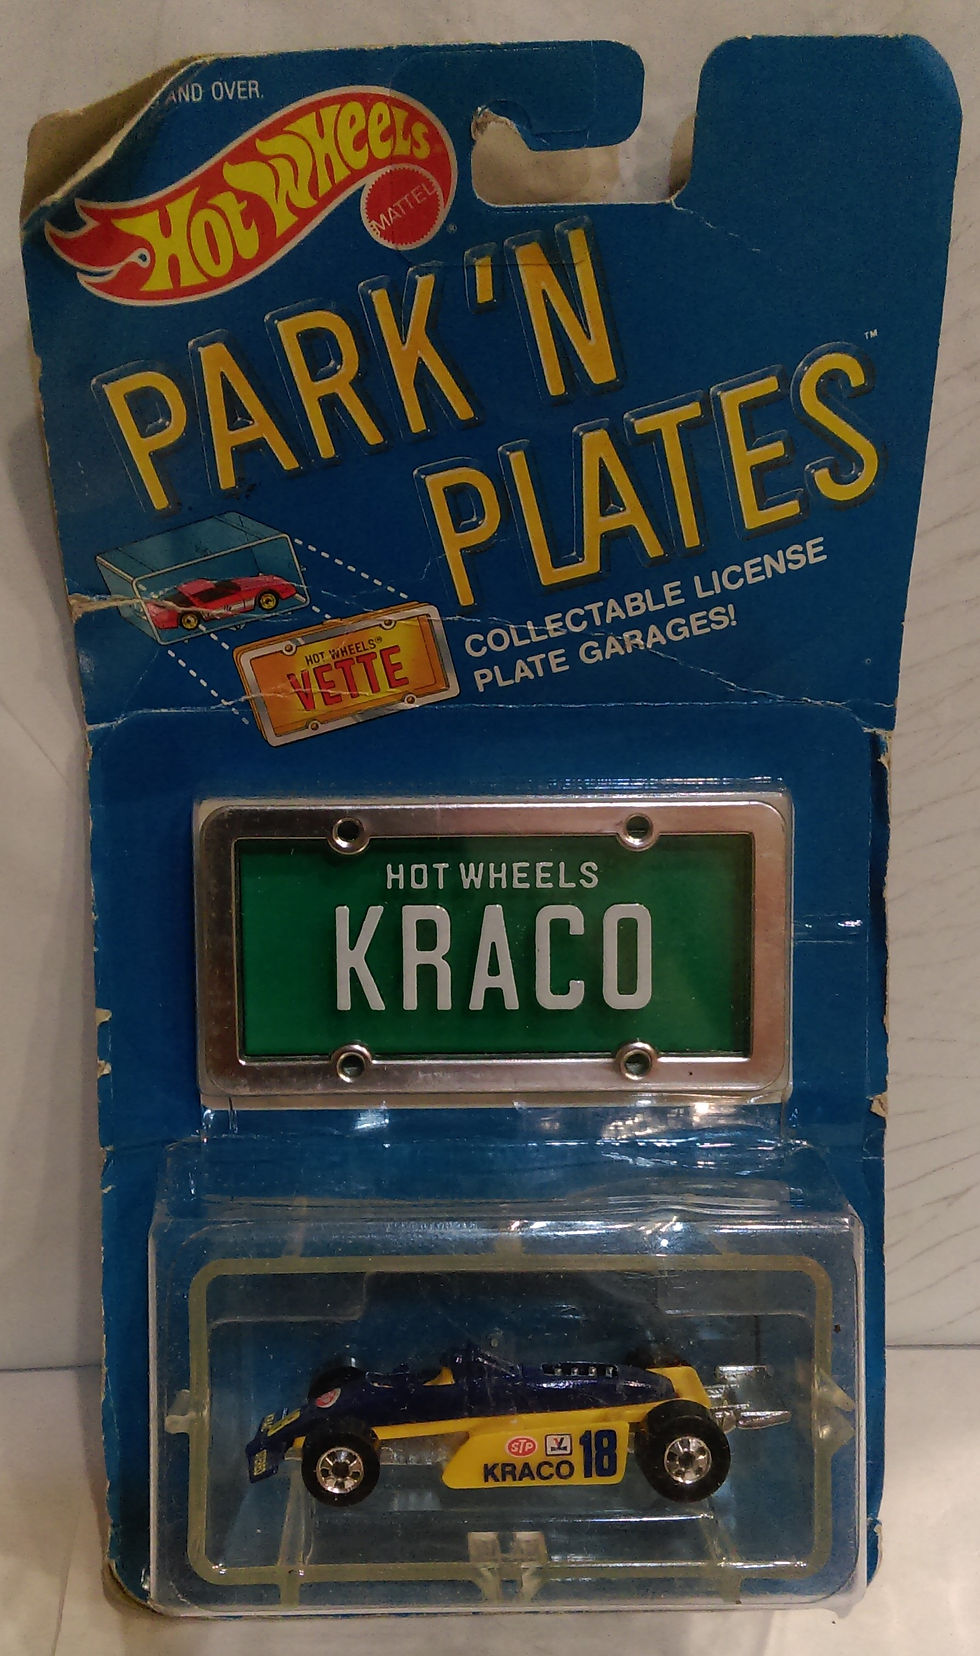 AND OVER.
HOT WHEELS
MATTEL
®
PARK 'N
PLATES™
COLLECTABLE LICENSE
PLATE GARAGES!
HOT WHEELS®
VETTE
HOT WHEELS
KRACO
STP
V
KRACO 18